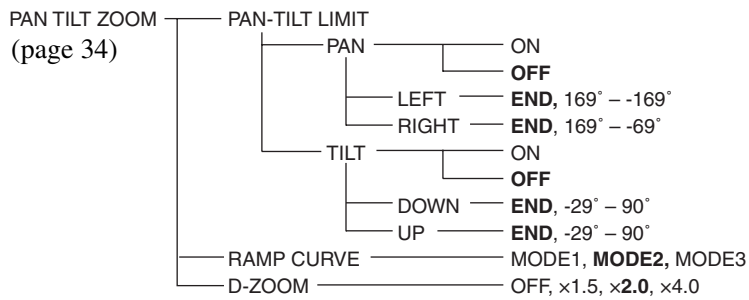 PAN TILT ZOOM PAN-TILT LIMIT
(page 34) PAN ON
OFF
LEFT END, 169° – -169°
RIGHT END, 169° – -69°
TILT ON
OFF
DOWN END, -29° – 90°
UP END, -29° – 90°
RAMP CURVE MODE1, MODE2, MODE3
D-ZOOM OFF, ×1.5, ×2.0, ×4.0